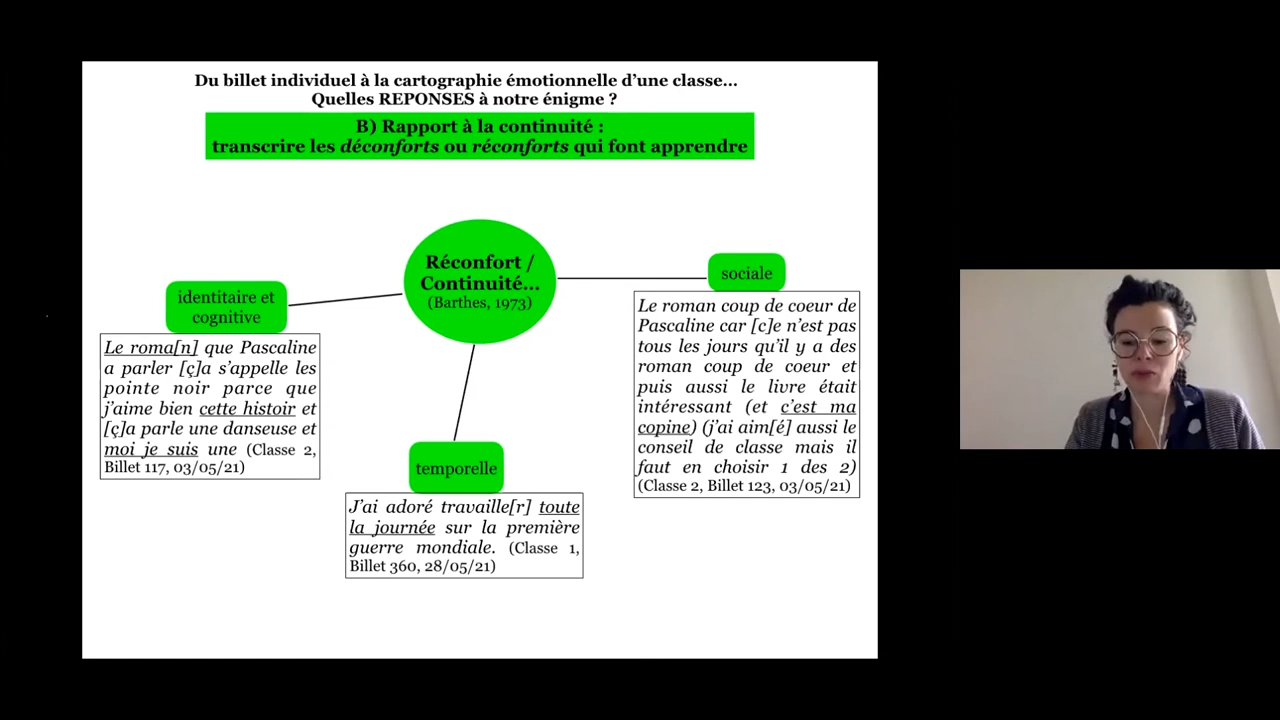 Du billet individuel à la cartographie émotionnelle d'une classe...
Quelles REPONSES à notre énigme ?
B) Rapport à la continuité :
transcrire les déconforts ou réconforts qui font apprendre
Réconfort /
Continuité...
(Barthes, 1973)
identitaire et
cognitive
Le roma[n] que Pascaline
a parler [ç]a s'appelle les
pointe noir parce que
j'aime bien cette histoir et
[ç]a parle une danseuse et
moi je suis une (Classe 2,
Billet 117, 03/05/21)
temporelle
J'ai adoré travaille[r] toute
la journée sur la première
guerre mondiale. (Classe 1,
Billet 360, 28/05/21)
sociale
Le roman coup de coeur de
Pascaline car [c]e n'est pas
tous les jours qu'il y a des
roman coup de coeur et
puis aussi le livre était
intéressant (et c'est ma
copine) (j'ai aim[é] aussi le
conseil de classe mais il
faut en choisir 1 des 2)
(Classe 2, Billet 123, 03/05/21)